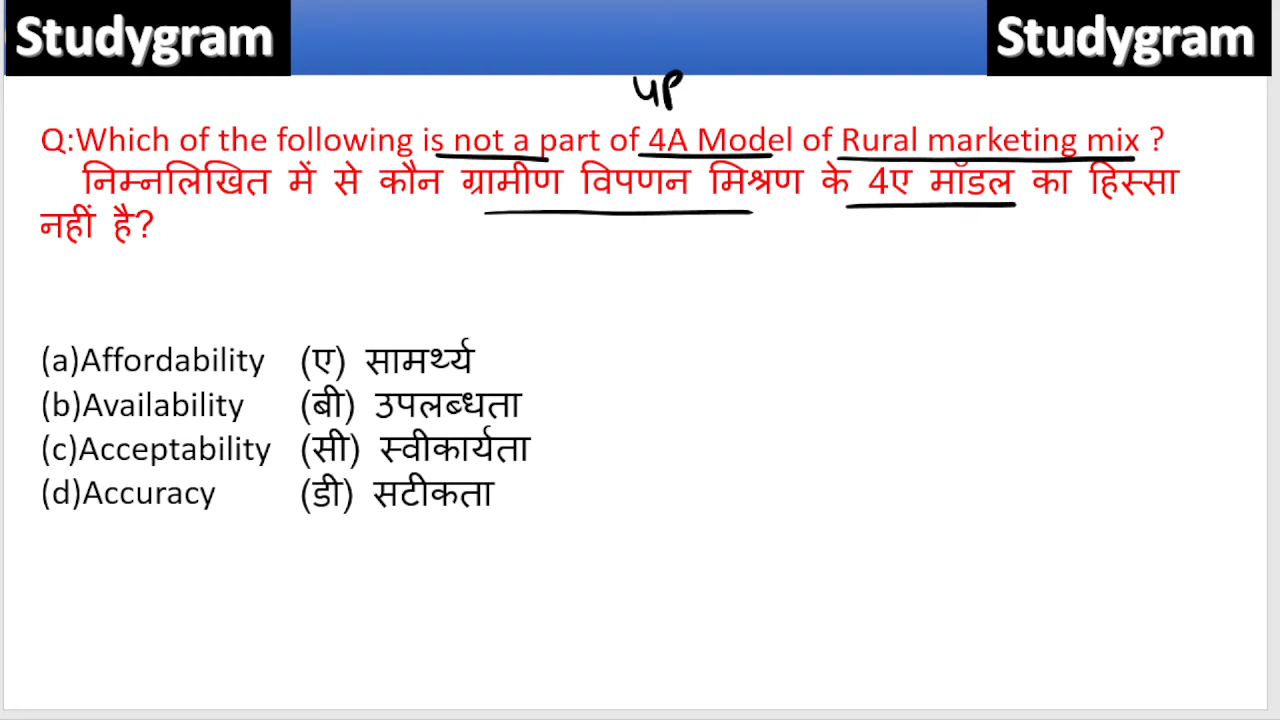 Studygram Studygram
4P
Q:Which of the following is not a part of 4A Model of Rural marketing mix ?
निम्नलिखित में से कौन ग्रामीण विपणन मिश्रण के 4ए मॉडल का हिस्सा
नहीं है?
(a)Affordability (ए) सामर्थ्य
(b)Availability (बी) उपलब्धता
(c)Acceptability (सी) स्वीकार्यता
(d)Accuracy (डी) सटीकता